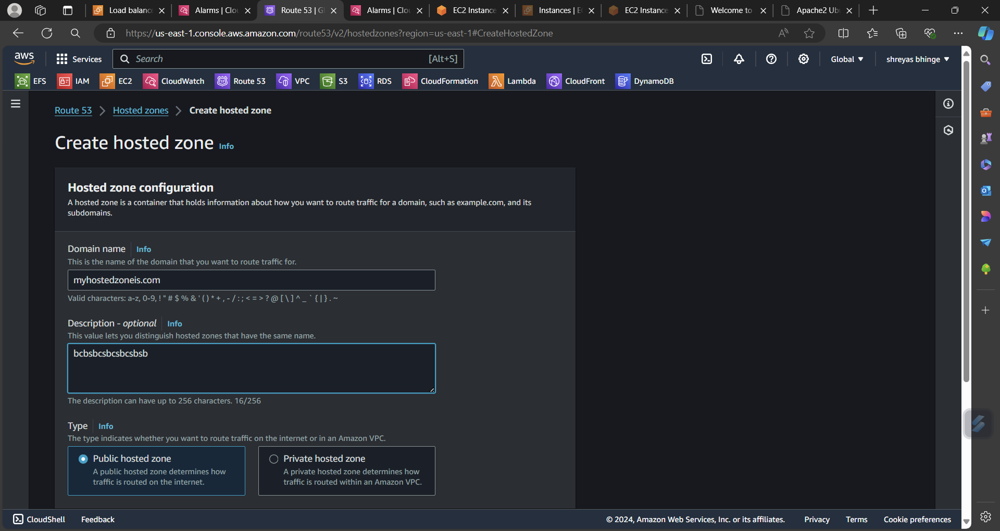 Load balanc
Alarms | Clo
Route 53 | Gl
Alarms | Clo
EC2 Instance
Instances | E
EC2 Instance
Welcome to
Apache2 Ub
https://us-east-1.console.aws.amazon.com/route53/v2/hostedzones?region=us-east-1#CreateHostedZone
aws
Services
Search
[Alt+S]
Global
shreyas bhinge
EFS
IAM
EC2
CloudWatch
Route 53
VPC
S3
RDS
CloudFormation
Lambda
CloudFront
DynamoDB
Route 53 > Hosted zones > Create hosted zone
Create hosted zone Info
Hosted zone configuration
A hosted zone is a container that holds information about how you want to route traffic for a domain, such as example.com, and its
subdomains.
Domain name Info
This is the name of the domain that you want to route traffic for.
myhostedzoneis.com
Valid characters: a-z, 0-9, ! " # $ % & ' ( ) * + , - / : ; < = > ? @ [ \ ] ^ _ ` { | } . ~
Description - optional Info
This value lets you distinguish hosted zones that have the same name.
bcbsbcsbcsbcsbsb
The description can have up to 256 characters. 16/256
Type Info
The type indicates whether you want to route traffic on the internet or in an Amazon VPC.
Public hosted zone
A public hosted zone determines how
traffic is routed on the internet.
Private hosted zone
A private hosted zone determines how
traffic is routed within an Amazon VPC.
CloudShell
Feedback
© 2024, Amazon Web Services, Inc. or its affiliates.
Privacy
Terms
Cookie preferences